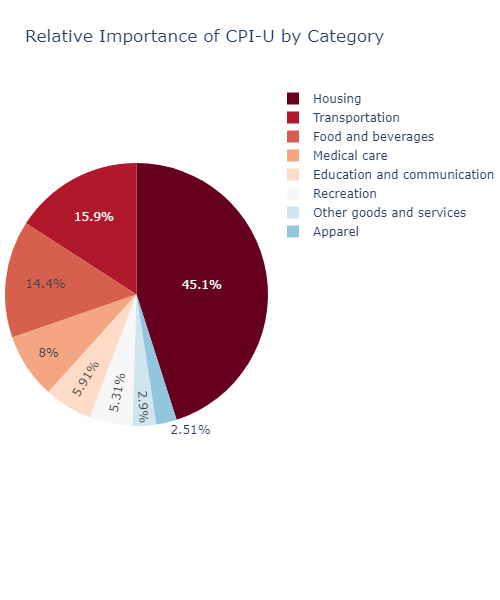 Relative Importance of CPI-U by Category
Housing
Transportation
Food and beverages
Medical care
Education and communication
Recreation
Other goods and services
Apparel
15.9%
45.1%
14.4%
8%
5.91%
5.31%
2.9%
2.51%